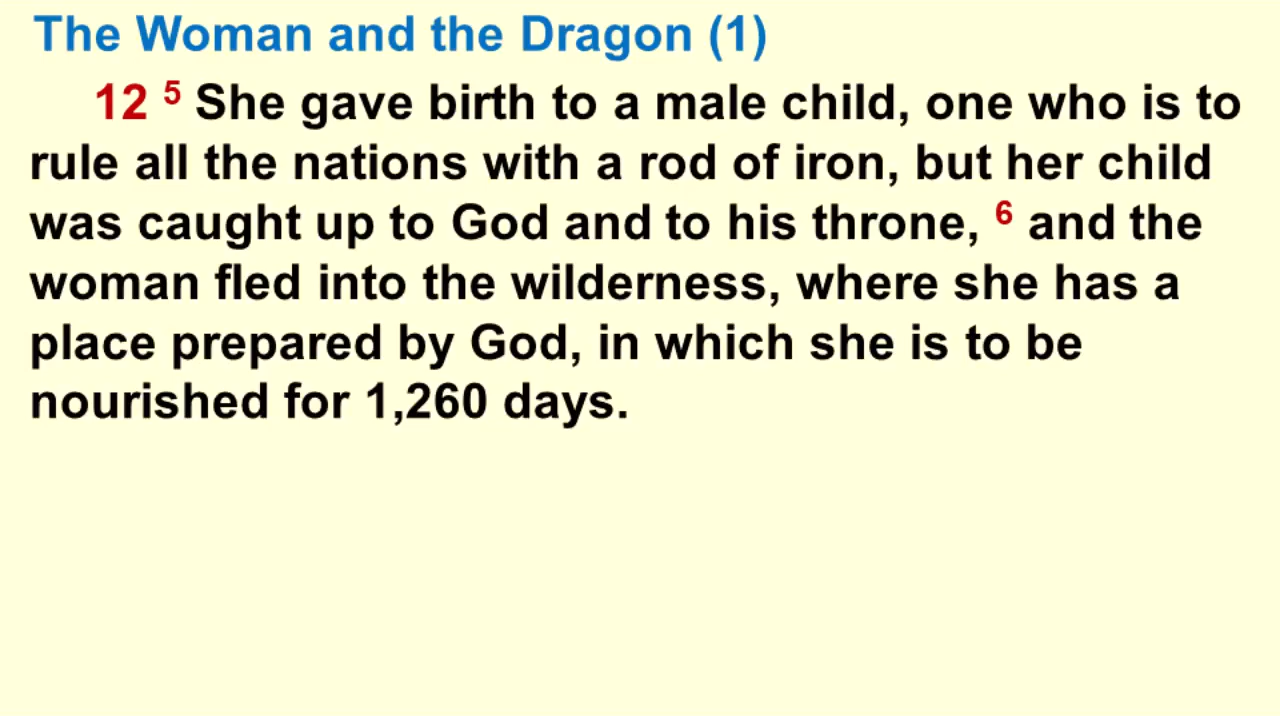 The Woman and the Dragon (1)
12 5 She gave birth to a male child, one who is to
rule all the nations with a rod of iron, but her child
was caught up to God and to his throne, 6 and the
woman fled into the wilderness, where she has a
place prepared by God, in which she is to be
nourished for 1,260 days.